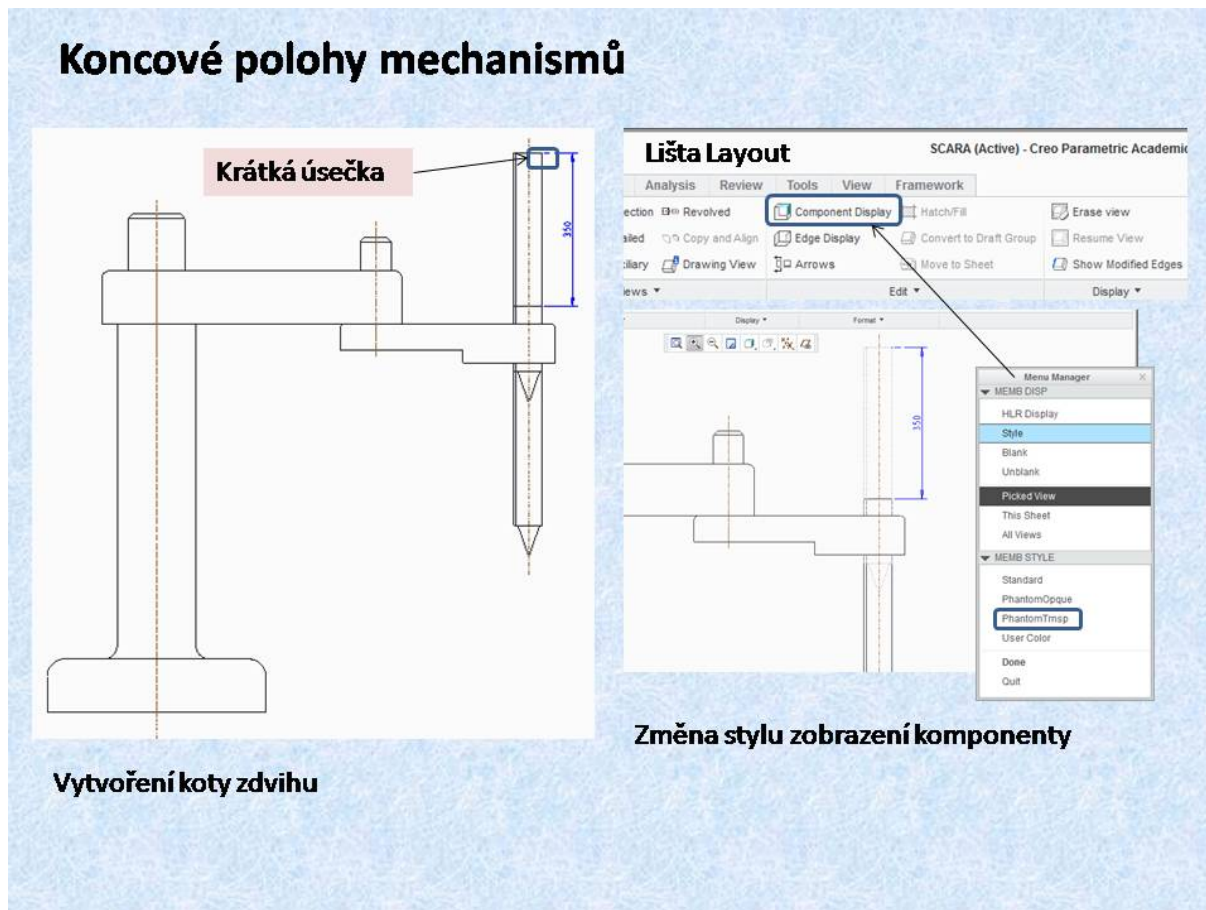 Koncové polohy mechanismů
Krátká úsečka
350
Vytvoření koty zdvihu
Lišta Layout
SCARA (Active) - Creo Parametric Academic
Analysis Review Tools View Framework
ection Revolved Component Display Hatch/Fill Erase view
ailed Copy and Align Edge Display Convert to Draft Group Resume View
iliary Drawing View Arrows Move to Sheet Show Modified Edges
iews Edit Display
Display Format
350
Menu Manager
MEMB DISP
HLR Display
Style
Blank
Unblank
Picked View
This Sheet
All Views
MEMB STYLE
Standard
PhantomOpque
PhantomTrnsp
User Color
Done
Quit
Změna stylu zobrazení komponenty